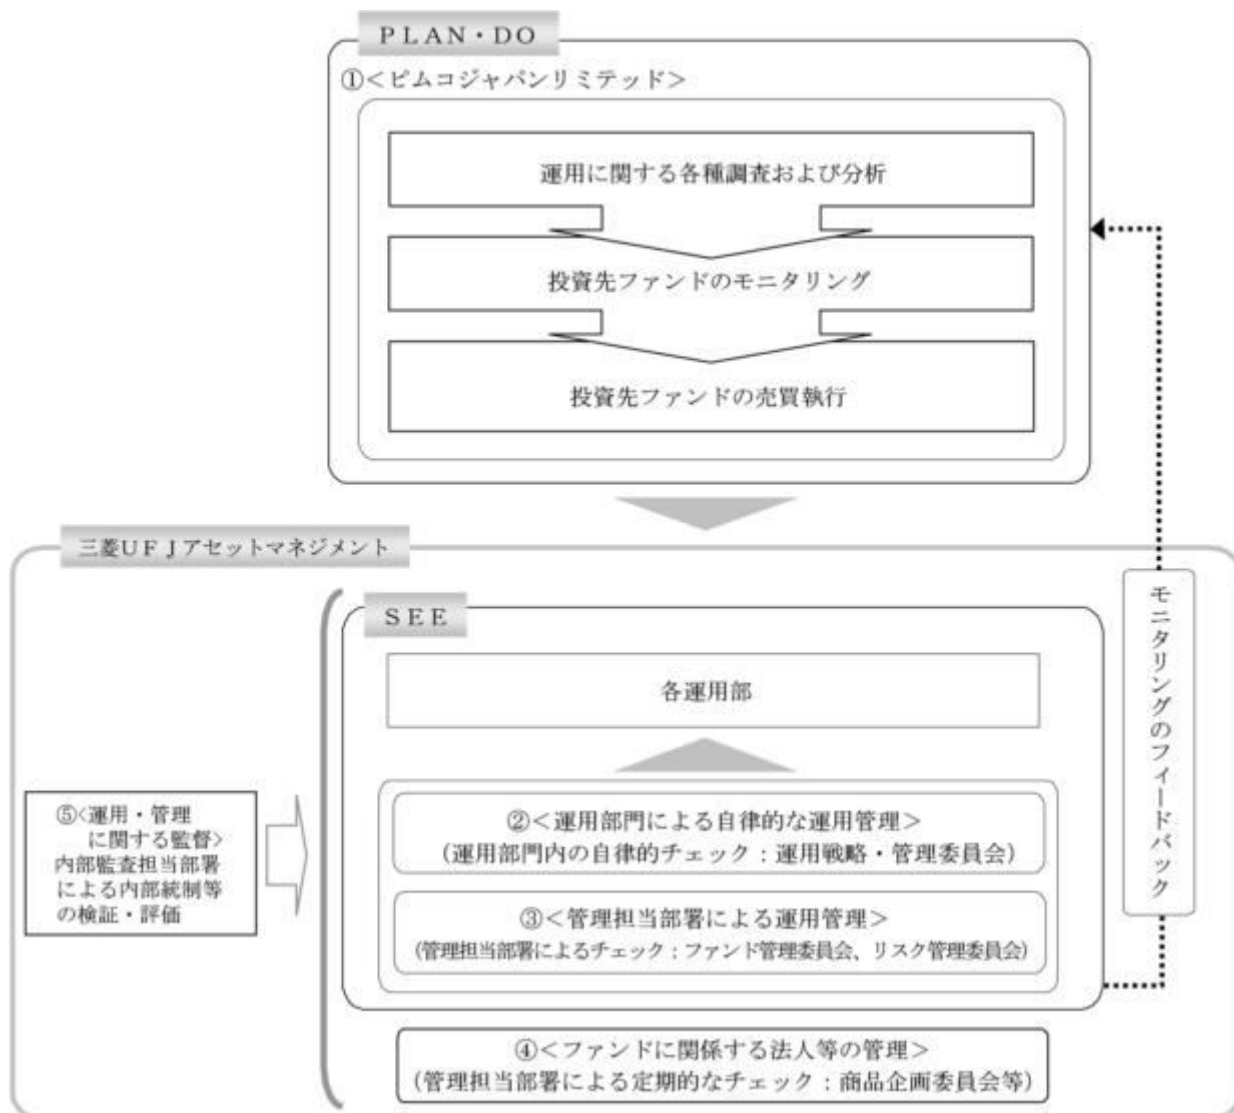 ＰＬＡＮ・ＤＯ
①＜ピムコジャパンリミテッド＞
運用に関する各種調査および分析
投資先ファンドのモニタリング
投資先ファンドの売買執行
三菱ＵＦＪアセットマネジメント
ＳＥＥ
各運用部
②＜運用部門による自律的な運用管理＞
（運用部門内の自律的チェック：運用戦略・管理委員会）
③＜管理担当部署による運用管理＞
（管理担当部署によるチェック：ファンド管理委員会、リスク管理委員会）
④＜ファンドに関係する法人等の管理＞
（管理担当部署による定期的なチェック：商品企画委員会等）
⑤＜運用・管理
に関する監督＞
内部監査担当部署
による内部統制等
の検証・評価
モニタリングのフィードバック